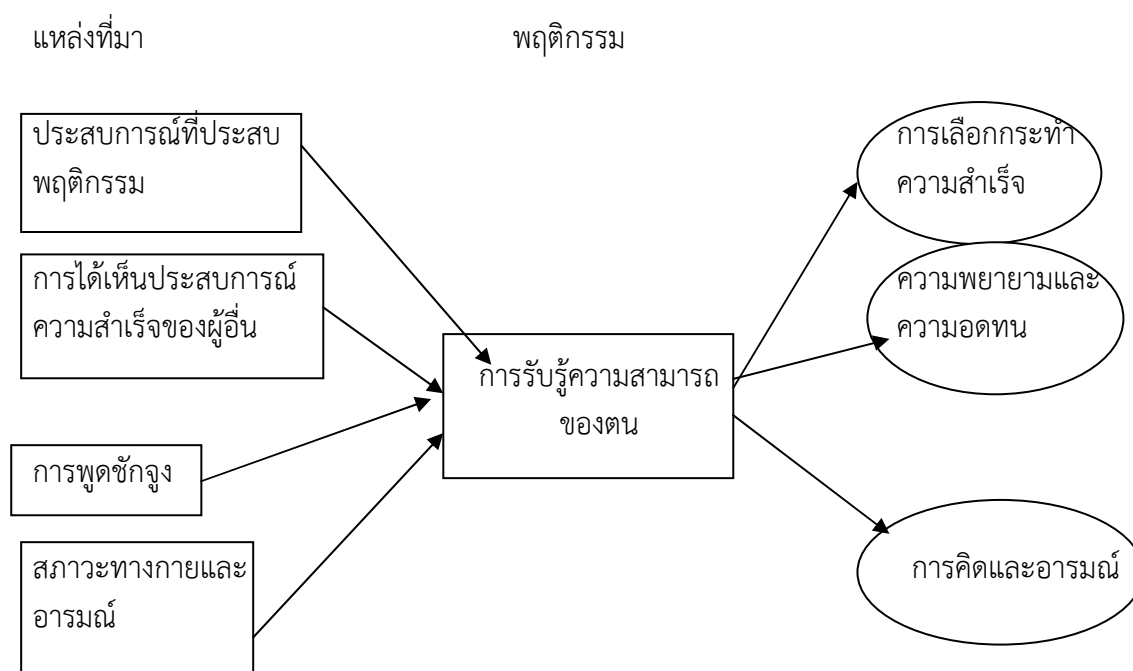 แหล่งที่มา
พฤติกรรม
ประสบการณ์ที่ประสบ
พฤติกรรม
การได้เห็นประสบการณ์
ความสำเร็จของผู้อื่น
การพูดชักจูง
สภาวะทางกายและ
อารมณ์
การรับรู้ความสามารถ
ของตน
การเลือกกระทำ
ความสำเร็จ
ความพยายามและ
ความอดทน
การคิดและอารมณ์